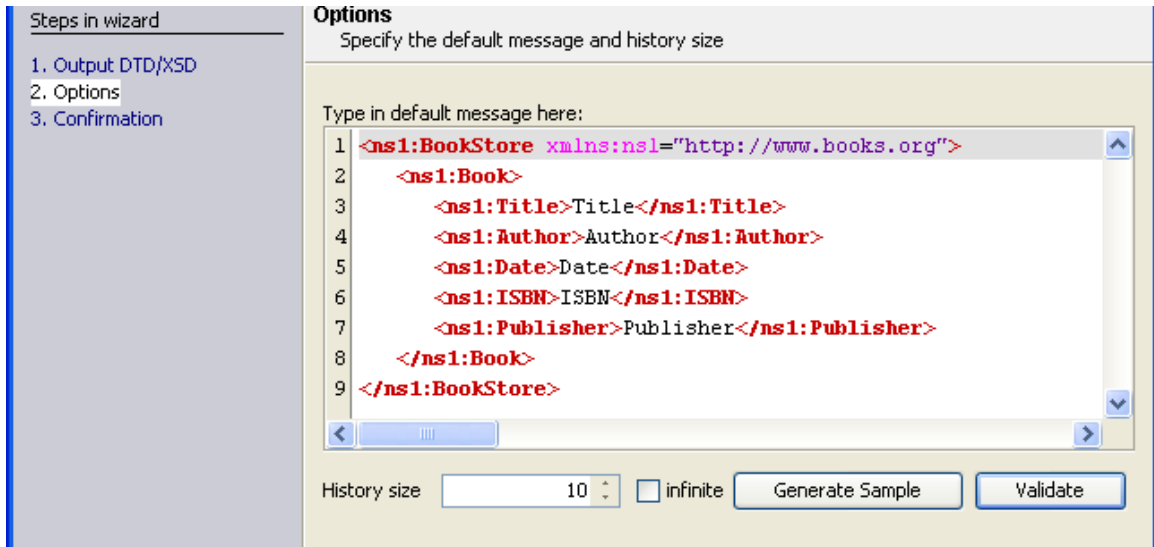 Steps in wizard
1. Output DTD/XSD
2. Options
3. Confirmation
Options
Specify the default message and history size
Type in default message here:
1 <ns1:BookStore xmlns:nsl="http://www.books.org">
2 <ns1:Book>
3 <ns1:Title>Title</ns1:Title>
4 <ns1:Author>Author</ns1:Author>
5 <ns1:Date>Date</ns1:Date>
6 <ns1:ISBN>ISBN</ns1:ISBN>
7 <ns1:Publisher>Publisher</ns1:Publisher>
8 </ns1:Book>
9 </ns1:BookStore>
History size 10 infinite Generate Sample Validate